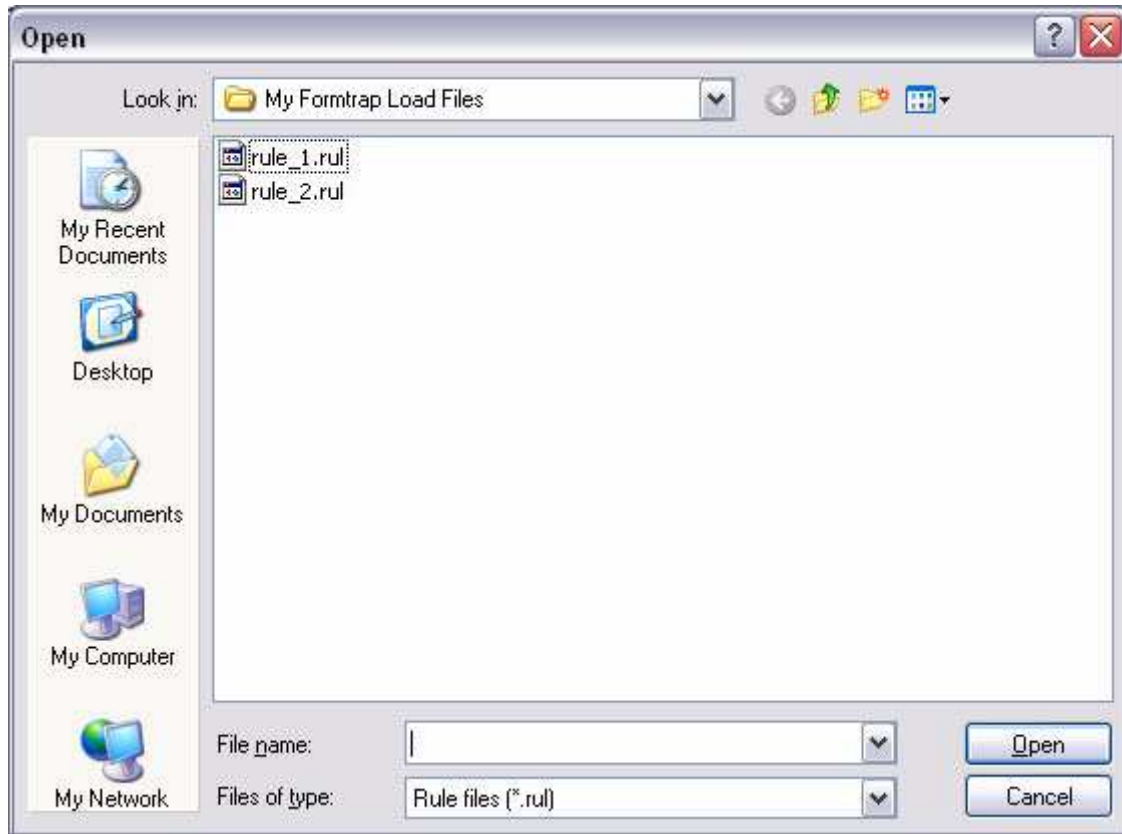 Open
Look in:
My Formtrap Load Files
rule_1.rul
rule_2.rul
My Recent
Documents
Desktop
My Documents
My Computer
My Network
File name:
Open
Files of type:
Rule files (*.rul)
Cancel